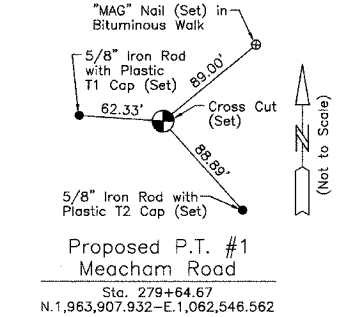 "MAG" Nail (Set) in
Bituminous Walk
5/8" Iron Rod
with Plastic
T1 Cap (Set)
89.00'
62.33'
Cross Cut
(Set)
88.89'
N
(Not to Scale)
5/8" Iron Rod with
Plastic T2 Cap (Set)
Proposed P.T. #1
Meacham Road
Sta. 279+64.67
N.1,963,907.932-E.1,062,546.562